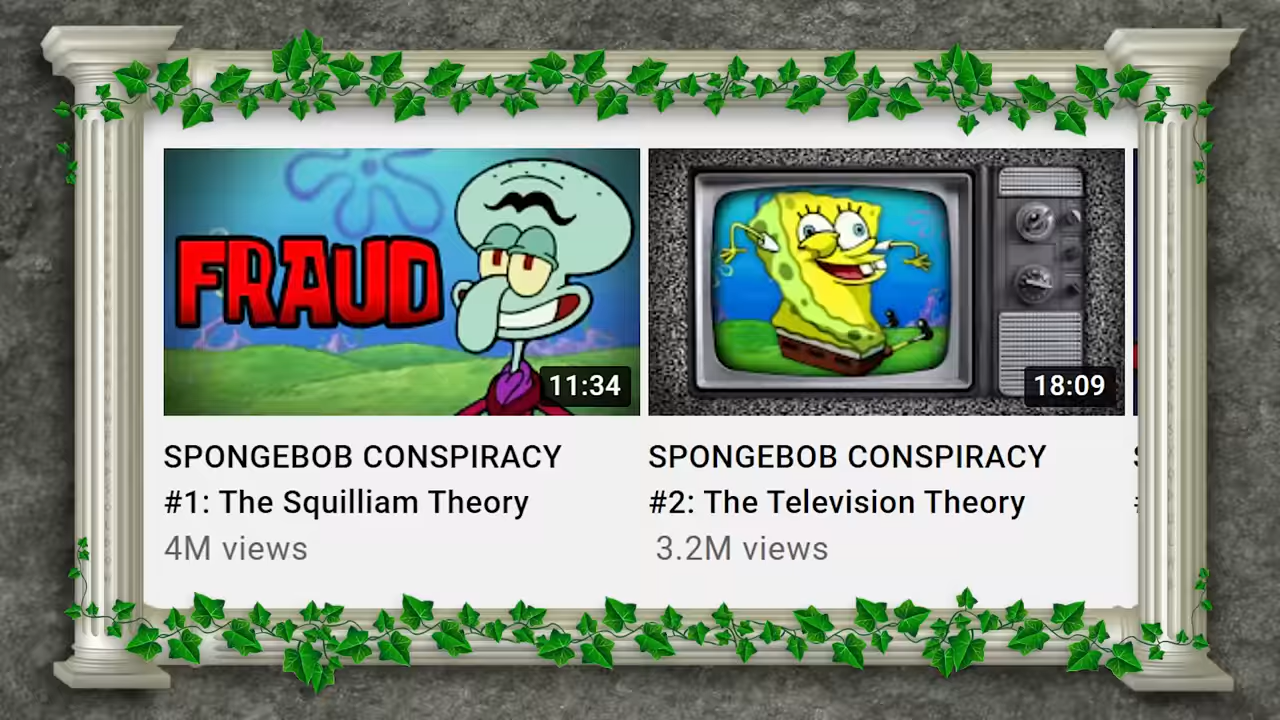 FRAUD
11:34
18:09
SPONGEBOB CONSPIRACY
#1: The Squilliam Theory
4M views
SPONGEBOB CONSPIRACY
#2: The Television Theory
3.2M views